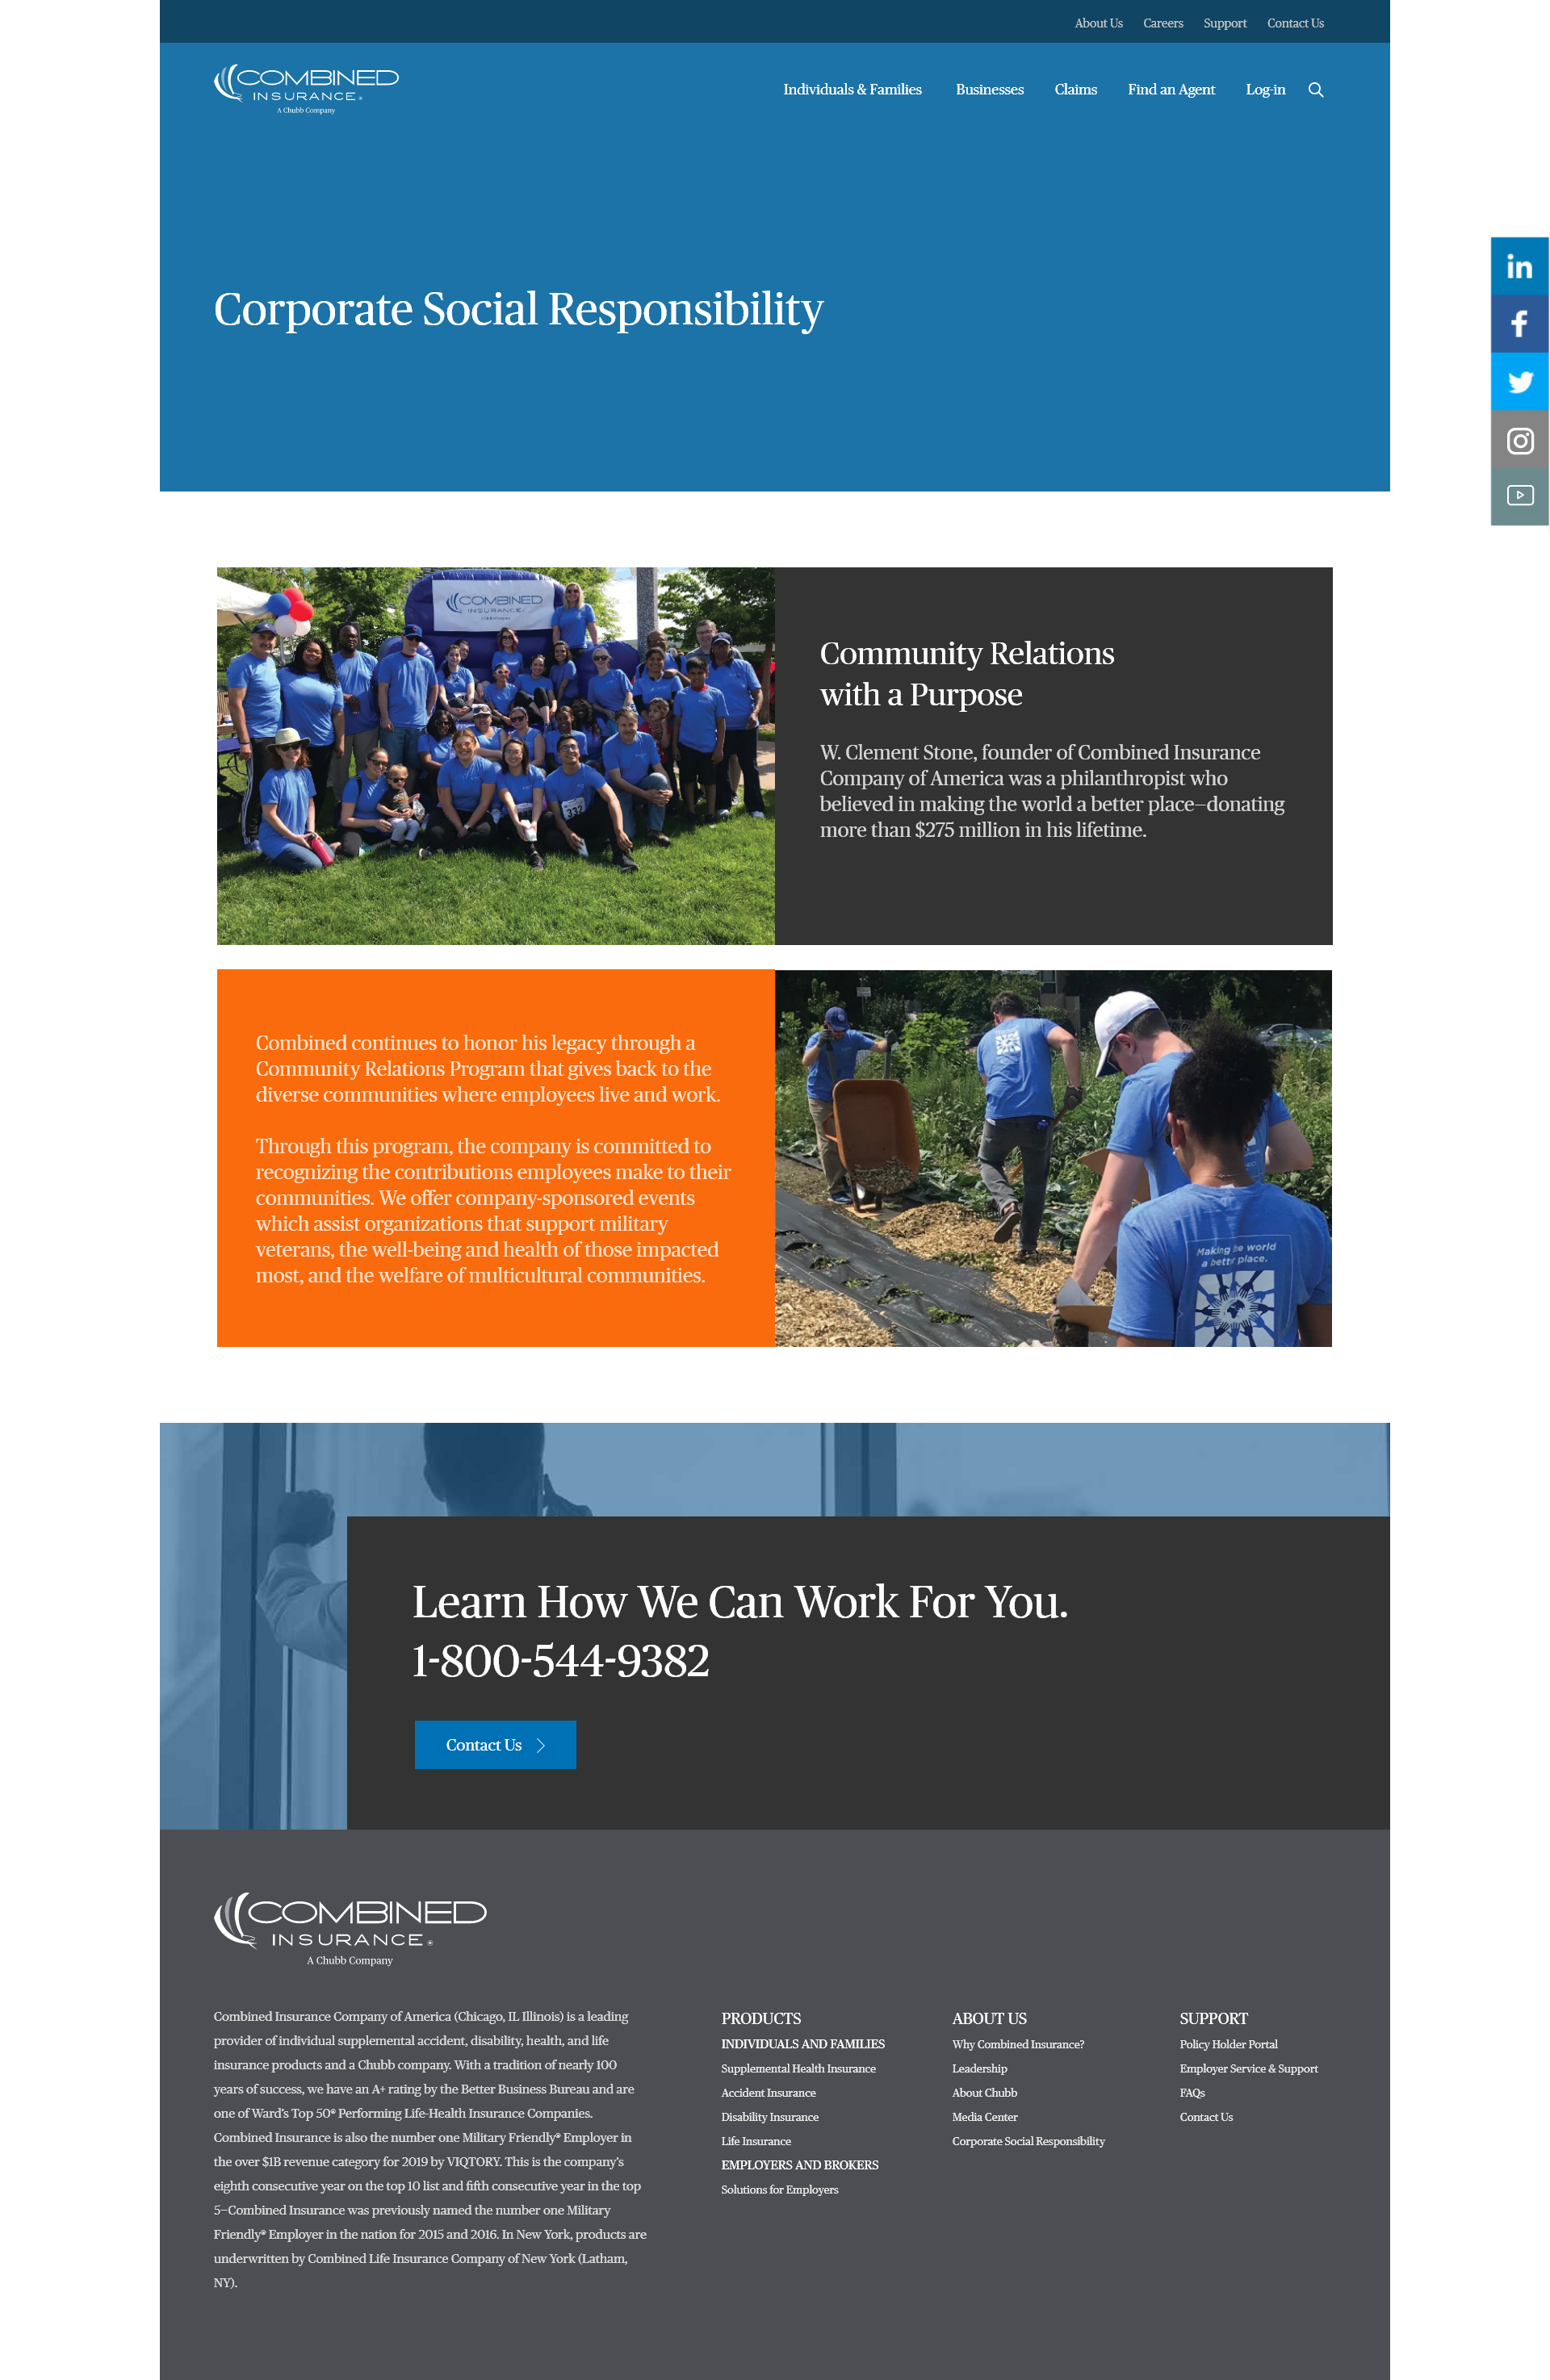 About Us Careers Support Contact Us
COMBINED
INSURANCE®
A Chubb Company
Individuals & Families Businesses Claims Find an Agent Log-in
Corporate Social Responsibility
in
f
COMBINED
INSURANCE
332
Community Relations
with a Purpose
W. Clement Stone, founder of Combined Insurance
Company of America was a philanthropist who
believed in making the world a better place—donating
more than $275 million in his lifetime.
Combined continues to honor his legacy through a
Community Relations Program that gives back to the
diverse communities where employees live and work.
Through this program, the company is committed to
recognizing the contributions employees make to their
communities. We offer company-sponsored events
which assist organizations that support military
veterans, the well-being and health of those impacted
most, and the welfare of multicultural communities.
Making the world
a better place.
Learn How We Can Work For You.
1-800-544-9382
Contact Us
COMBINED
INSURANCE®
A Chubb Company
Combined Insurance Company of America (Chicago, IL Illinois) is a leading
provider of individual supplemental accident, disability, health, and life
insurance products and a Chubb company. With a tradition of nearly 100
years of success, we have an A+ rating by the Better Business Bureau and are
one of Ward's Top 50® Performing Life-Health Insurance Companies.
Combined Insurance is also the number one Military Friendly® Employer in
the over $1B revenue category for 2019 by VIQTORY. This is the company's
eighth consecutive year on the top 10 list and fifth consecutive year in the top
5—Combined Insurance was previously named the number one Military
Friendly® Employer in the nation for 2015 and 2016. In New York, products are
underwritten by Combined Life Insurance Company of New York (Latham,
NY).
PRODUCTS
INDIVIDUALS AND FAMILIES
Supplemental Health Insurance
Accident Insurance
Disability Insurance
Life Insurance
EMPLOYERS AND BROKERS
Solutions for Employers
ABOUT US
Why Combined Insurance?
Leadership
About Chubb
Media Center
Corporate Social Responsibility
SUPPORT
Policy Holder Portal
Employer Service & Support
FAQs
Contact Us